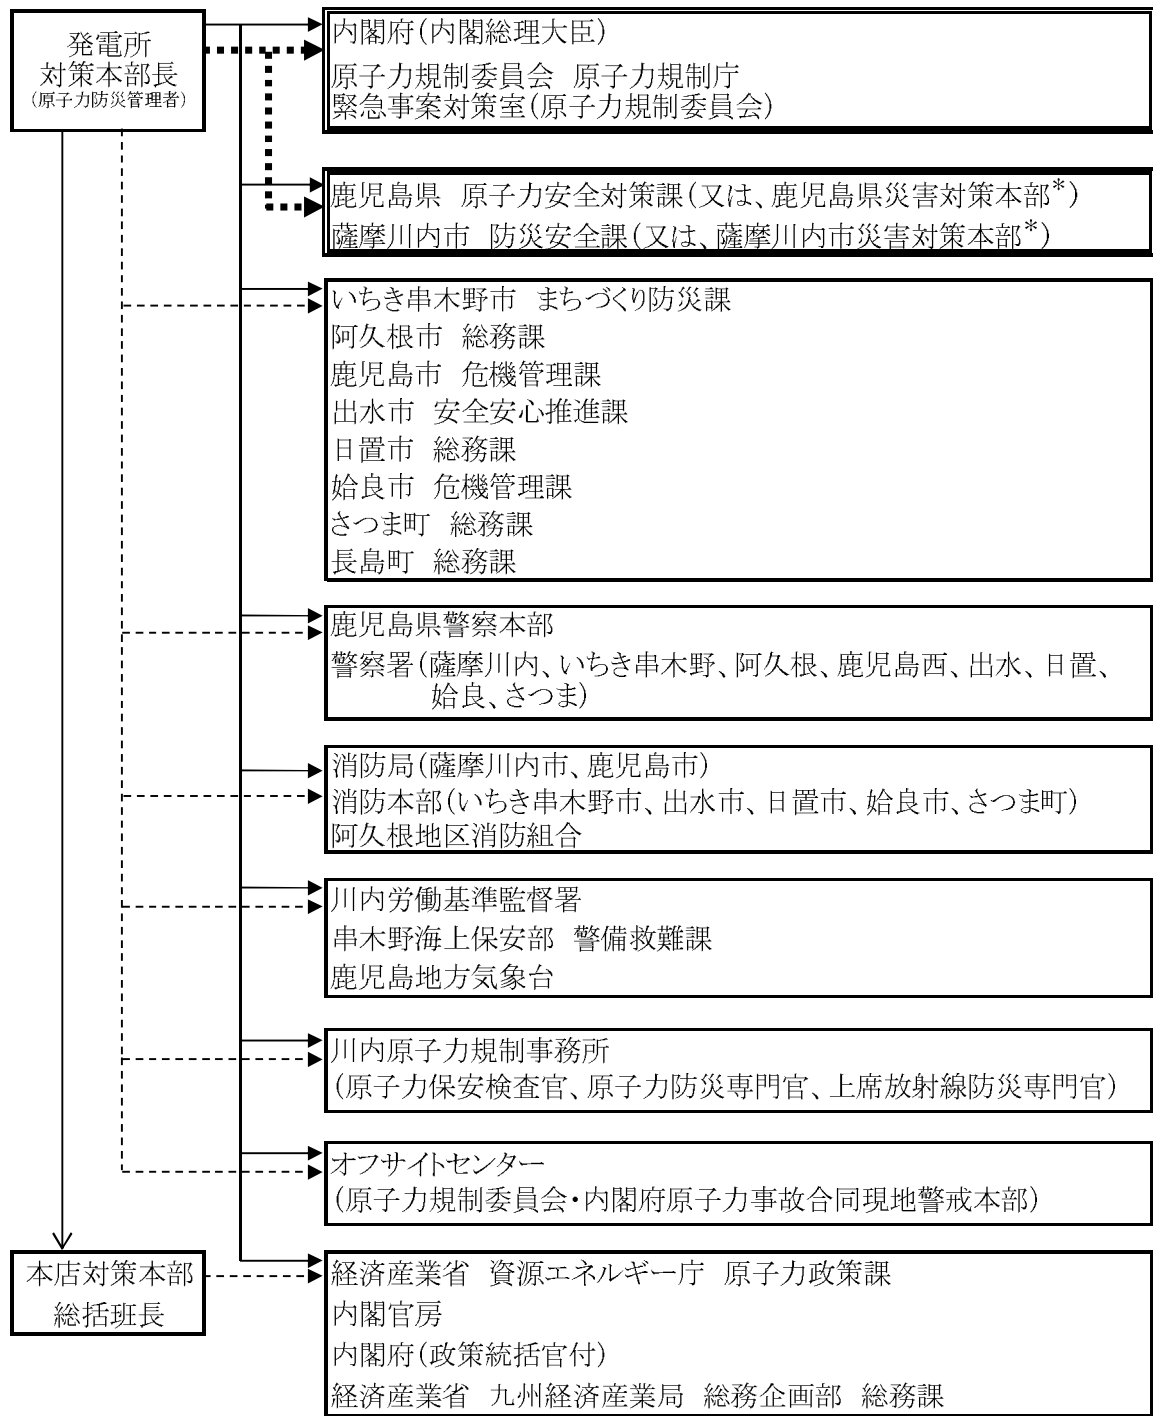 発電所
対策本部長
(原子力防災管理者)
内閣府(内閣総理大臣)
原子力規制委員会　原子力規制庁
緊急事案対策室(原子力規制委員会)
鹿児島県　原子力安全対策課(又は、鹿児島県災害対策本部*)
薩摩川内市　防災安全課(又は、薩摩川内市災害対策本部*)
いちき串木野市　まちづくり防災課
阿久根市　総務課
鹿児島市　危機管理課
出水市　安全安心推進課
日置市　総務課
姶良市　危機管理課
さつま町　総務課
長島町　総務課
鹿児島県警察本部
警察署(薩摩川内、いちき串木野、阿久根、鹿児島西、出水、日置、
姶良、さつま)
消防局(薩摩川内市、鹿児島市)
消防本部(いちき串木野市、出水市、日置市、姶良市、さつま町)
阿久根地区消防組合
川内労働基準監督署
串木野海上保安部　警備救難課
鹿児島地方気象台
川内原子力規制事務所
(原子力保安検査官、原子力防災専門官、上席放射線防災専門官)
オフサイトセンター
(原子力規制委員会・内閣府原子力事故合同現地警戒本部)
本店対策本部
総括班長
経済産業省　資源エネルギー庁　原子力政策課
内閣官房
内閣府(政策統括官付)
経済産業省　九州経済産業局　総務企画部　総務課